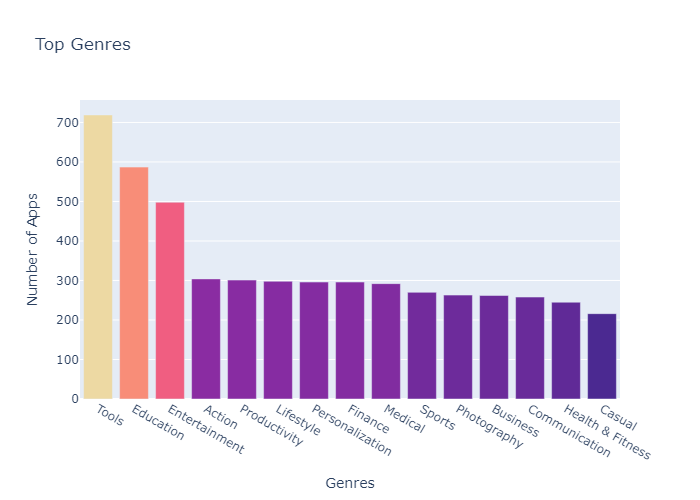 Top Genres
Number of Apps
700
600
500
400
300
200
100
0
Tools
Education
Entertainment
Action
Productivity
Lifestyle
Personalization
Finance
Medical
Sports
Photography
Business
Communication
Health & Fitness
Casual
Genres